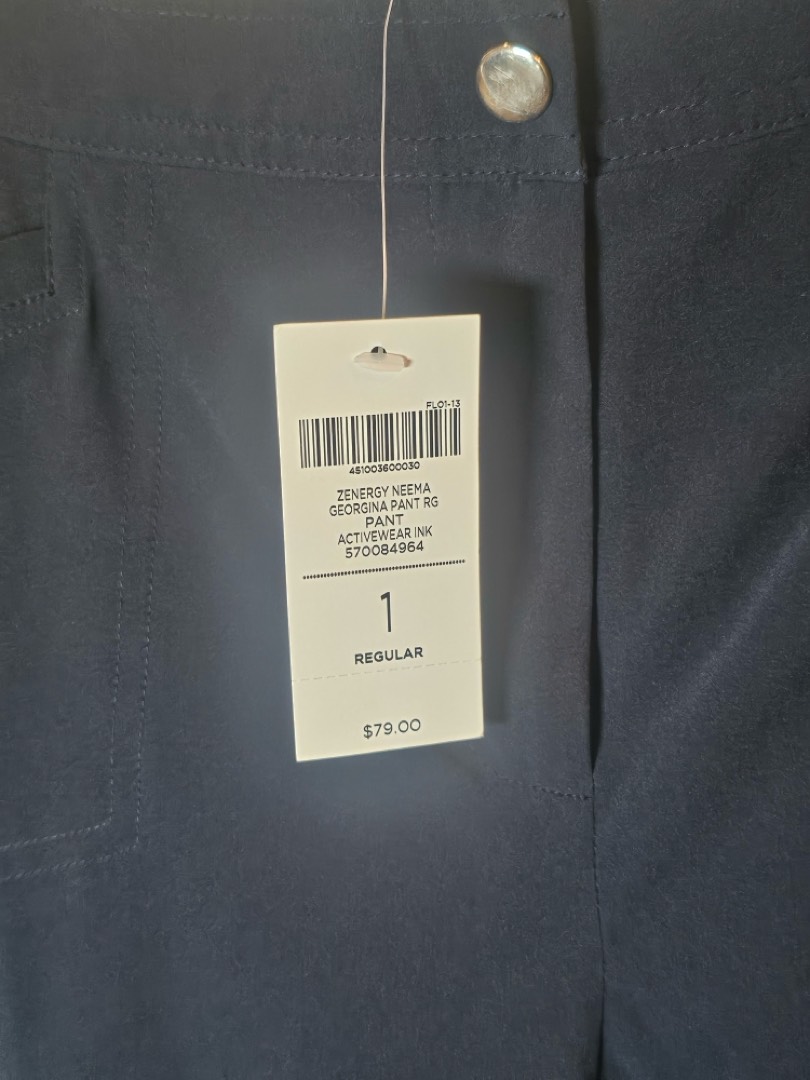 FL01-13
451003600030
ZENERGY NEEMA
GEORGINA PANT RG
PANT
ACTIVEWEAR INK
570084964
1
REGULAR
$79.00